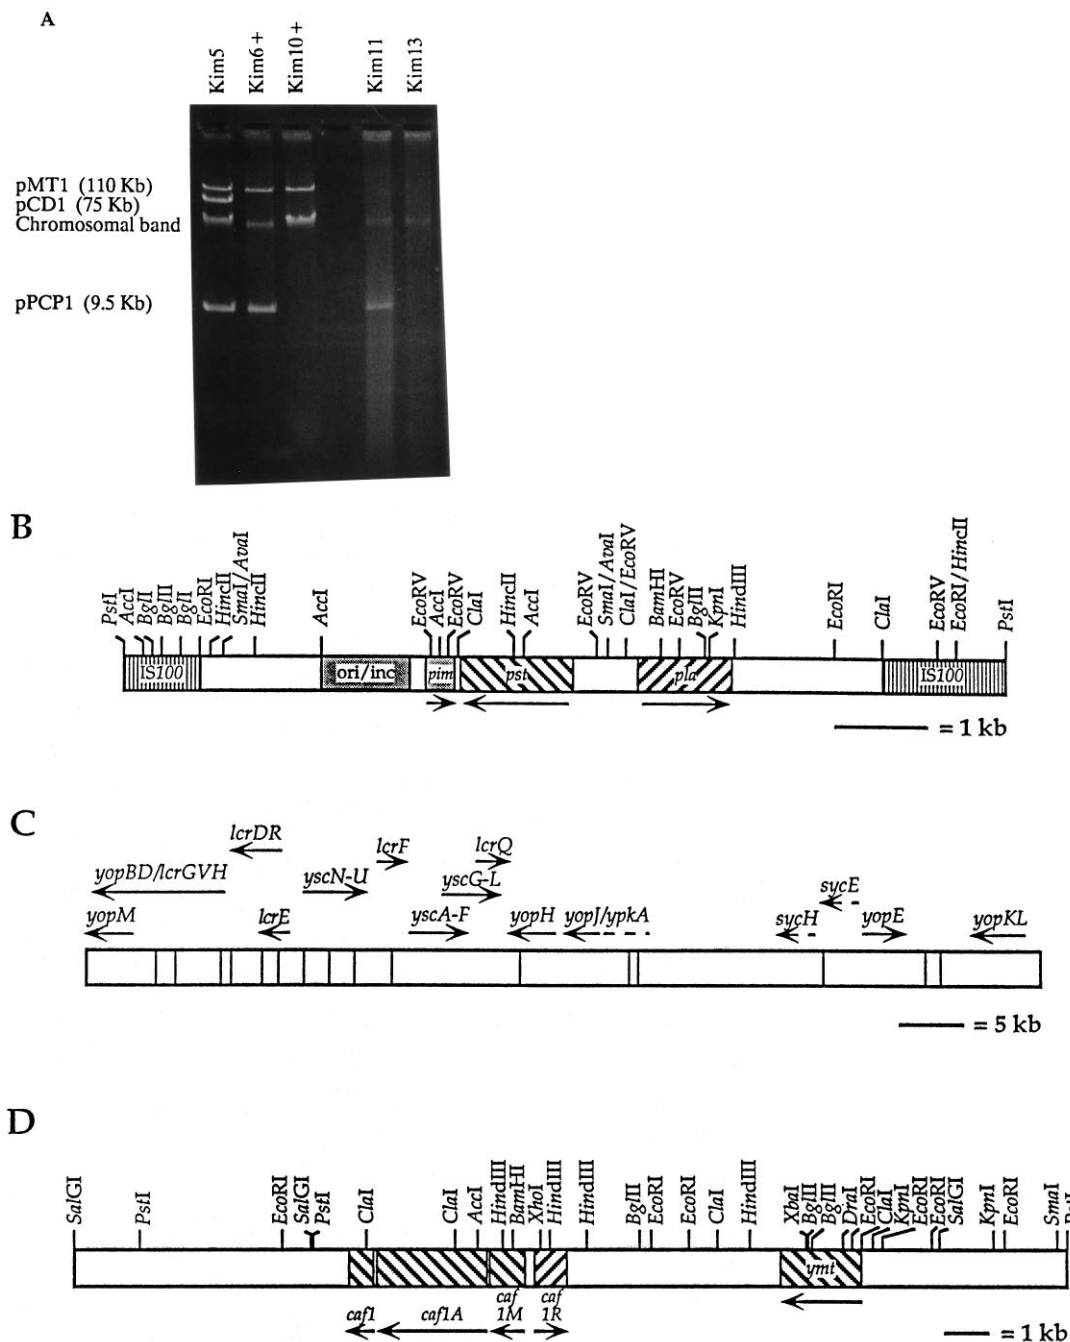 A
Kim5
Kim6 +
Kim10 +
Kim11
Kim13
pMT1 (110 Kb)
pCD1 (75 Kb)
Chromosomal band
pPCP1 (9.5 Kb)
B
PstI
AccI
BglI
BglII
BglI
EcoRI
HincII
SmaI/AvaI
HincII
AccI
EcoRV
AccI
EcoRV
ClaI
HincII
AccI
EcoRV
SmaI/AvaI
ClaI/EcoRV
BamHI
EcoRV
BglII
KpnI
HindIII
EcoRI
ClaI
EcoRV
EcoRI/HincII
PstI
IS100
ori/inc
pim
pst
pla
IS100
= 1 kb
C
lcrDR
lcrF
lcrQ
yopBD/lcrGVH
yscN-U
yscG-L
sycE
yopM
lcrE
yscA-F
yopH
yopJ/ypkA
sycH
yopE
yopKL
= 5 kb
D
SalGI
PstI
EcoRI
SalGI
PstI
ClaI
ClaI
AccI
HindIII
BamHI
XhoI
HindIII
HindIII
BglII
EcoRI
EcoRI
ClaI
HindIII
XbaI
BglII
BglII
DraI
EcoRI
ClaI
KpnI
EcoRI
EcoRI
SalGI
KpnI
EcoRI
SmaI
ymt
caf1
caf1A
caf
1M
caf
1R
= 1 kb